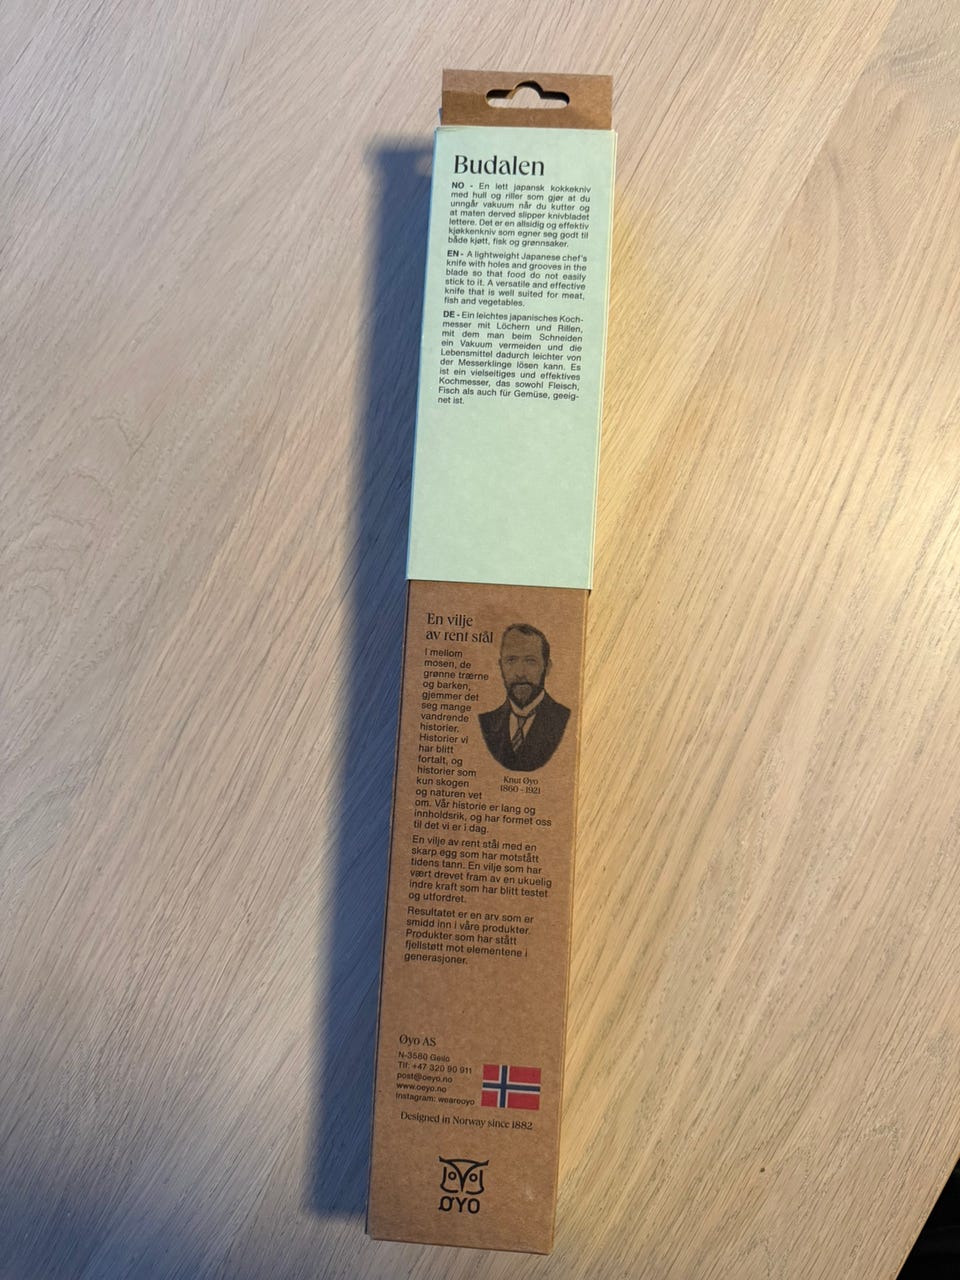 Budalen
NO - En lett japansk kokkekniv
med hull og riller som gjør at du
unngår vakuum når du kutter og
at maten derved slipper knivbladet
lettere. Det er en allsidig og effektiv
kjøkkenkniv som egner seg godt til
både kjøtt, fisk og grønnsaker.
EN - A lightweight Japanese chef's
knife with holes and grooves in the
blade so that food do not easily
stick to it. A versatile and effective
knife that is well suited for meat,
fish and vegetables.
DE - Ein leichtes japanisches Koch-
messer mit Löchern und Rillen,
mit dem man beim Schneiden
ein Vakuum vermeiden und die
Lebensmittel dadurch leichter von
der Messerklinge lösen kann. Es
ist ein vielseitiges und effektives
Kochmesser, das sowohl Fleisch,
Fisch als auch für Gemüse, geeig-
net ist.
En vilje
av rent stål
I mellom
mosen, de
grønne trærne
og barken,
gjemmer det
seg mange
vandrende
historier.
Historier vi
har blitt
fortalt, og
historier som
kun skogen
og naturen vet
om. Vår historie er lang og
innholdsrik, og har formet oss
til det vi er i dag.
Knut Øyo
1860 - 1921
En vilje av rent stål med en
skarp egg som har motstått
tidens tann. En vilje som har
vært drevet fram av en ukuelig
indre kraft som har blitt testet
og utfordret.
Resultatet er en arv som er
smidd inn i våre produkter.
Produkter som har stått
fjellstøtt mot elementene i
generasjoner.
Øyo AS
N-3580 Geilo
Tlf: +47 320 90 911
post@oeyo.no
www.oeyo.no
Instagram: weareoyo
Designed in Norway since 1882
ØYO